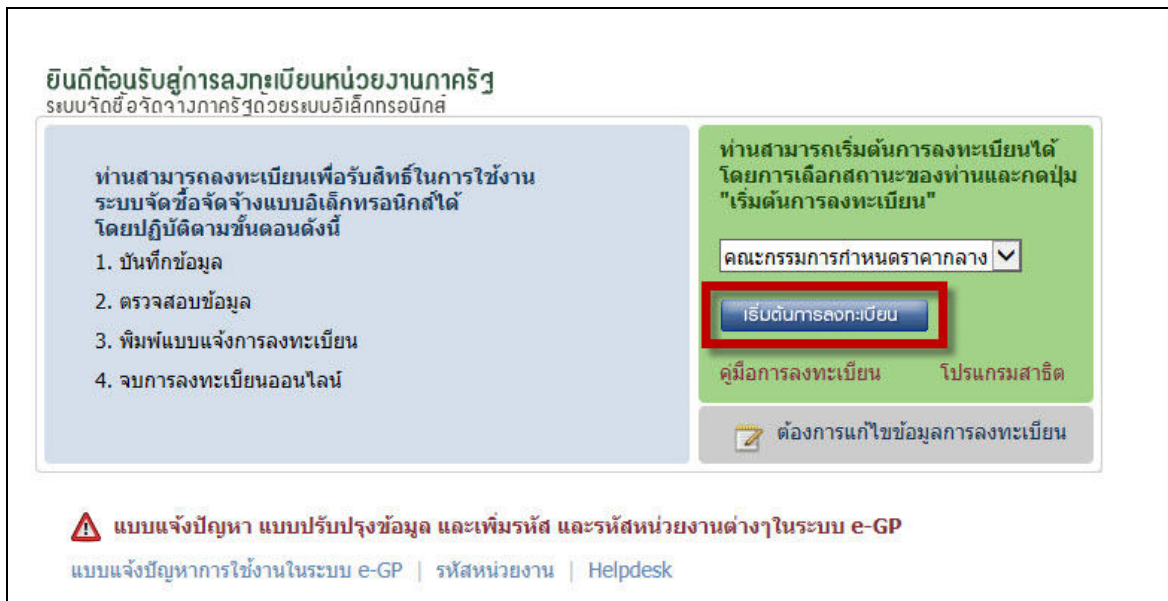 ยินดีต้อนรับสู่การลงทะเบียนหน่วยงานภาครัฐ
ระบบจัดซื้อจัดจ้างภาครัฐด้วยระบบอิเล็กทรอนิกส์
ท่านสามารถลงทะเบียนเพื่อรับสิทธิ์ในการใช้งาน
ระบบจัดซื้อจัดจ้างแบบอิเล็กทรอนิกส์ได้
โดยปฏิบัติตามขั้นตอนดังนี้
1. บันทึกข้อมูล
2. ตรวจสอบข้อมูล
3. พิมพ์แบบแจ้งการลงทะเบียน
4. จบการลงทะเบียนออนไลน์
ท่านสามารถเริ่มต้นการลงทะเบียนได้
โดยการเลือกสถานะของท่านและกดปุ่ม
"เริ่มต้นการลงทะเบียน"
คณะกรรมการกำหนดราคากลาง
เริ่มต้นการลงทะเบียน
คู่มือการลงทะเบียน โปรแกรมสาธิต
ต้องการแก้ไขข้อมูลการลงทะเบียน
แบบแจ้งปัญหา แบบปรับปรุงข้อมูล และเพิ่มรหัส และรหัสหน่วยงานต่างๆในระบบ e-GP
แบบแจ้งปัญหาการใช้งานในระบบ e-GP | รหัสหน่วยงาน | Helpdesk